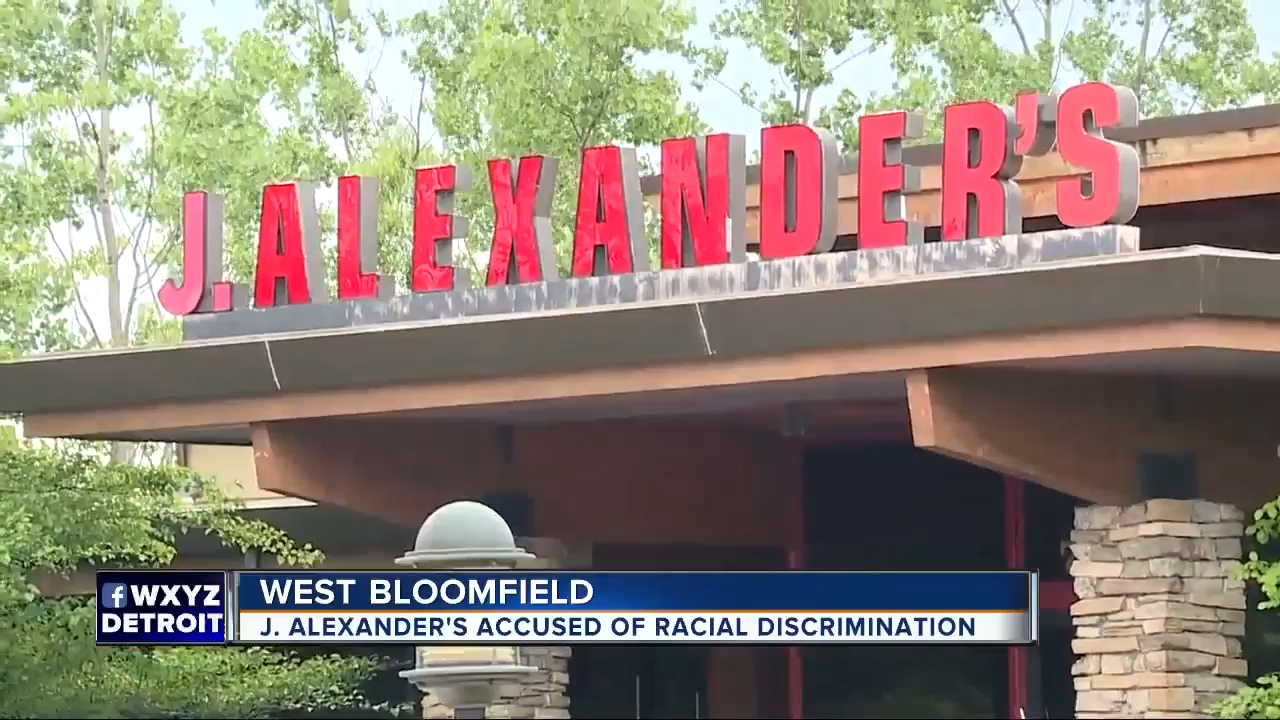 J. ALEXANDER'S
WEST BLOOMFIELD
f WXYZ
DETROIT
J. ALEXANDER'S ACCUSED OF RACIAL DISCRIMINATION